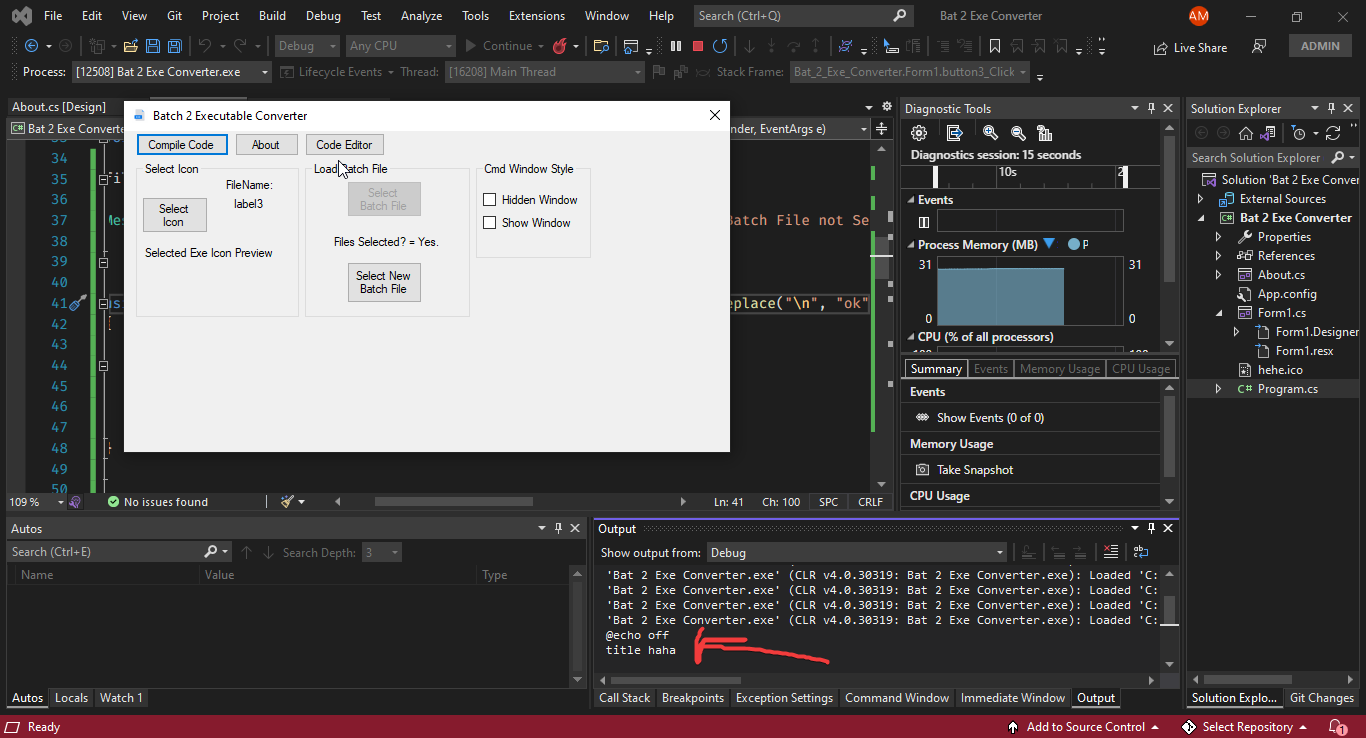 File Edit View Git Project Build Debug Test Analyze Tools Extensions Window Help Search (Ctrl+Q) Bat 2 Exe Converter AM
Debug Any CPU Continue Live Share ADMIN
Process: [12508] Bat 2 Exe Converter.exe Lifecycle Events Thread: [16208] Main Thread Stack Frame: Bat_2_Exe_Converter.Form1.button3_Click
About.cs [Design]
C# Bat 2 Exe Converte
nder, EventArgs e)
34
35
36
37
38
39
40
41
42
43
44
45
46
47
48
49
50
Batch File not Se
eplace("\n", "ok"
Batch 2 Executable Converter
Compile Code About Code Editor
Select Icon
FileName:
label3
Select
Icon
Selected Exe Icon Preview
Load Batch File
Select
Batch File
Files Selected? = Yes.
Select New
Batch File
Cmd Window Style
Hidden Window
Show Window
109 % No issues found Ln: 41 Ch: 100 SPC CRLF
Diagnostic Tools
Diagnostics session: 15 seconds
10s 2
Events
Process Memory (MB) P
31 31
0 0
CPU (% of all processors)
Summary Events Memory Usage CPU Usage
Events
Show Events (0 of 0)
Memory Usage
Take Snapshot
CPU Usage
Solution Explorer
Search Solution Explorer
Solution 'Bat 2 Exe Conver
External Sources
Bat 2 Exe Converter
Properties
References
About.cs
App.config
Form1.cs
Form1.Designer
Form1.resx
hehe.ico
C# Program.cs
Autos
Search (Ctrl+E) Search Depth: 3
Name Value Type
Autos Locals Watch 1
Output
Show output from: Debug
'Bat 2 Exe Converter.exe' (CLR v4.0.30319: Bat 2 Exe Converter.exe): Loaded 'C:
'Bat 2 Exe Converter.exe' (CLR v4.0.30319: Bat 2 Exe Converter.exe): Loaded 'C:
'Bat 2 Exe Converter.exe' (CLR v4.0.30319: Bat 2 Exe Converter.exe): Loaded 'C:
'Bat 2 Exe Converter.exe' (CLR v4.0.30319: Bat 2 Exe Converter.exe): Loaded 'C:
@echo off
title haha
Call Stack Breakpoints Exception Settings Command Window Immediate Window Output
Solution Explo... Git Changes
Ready Add to Source Control Select Repository 1